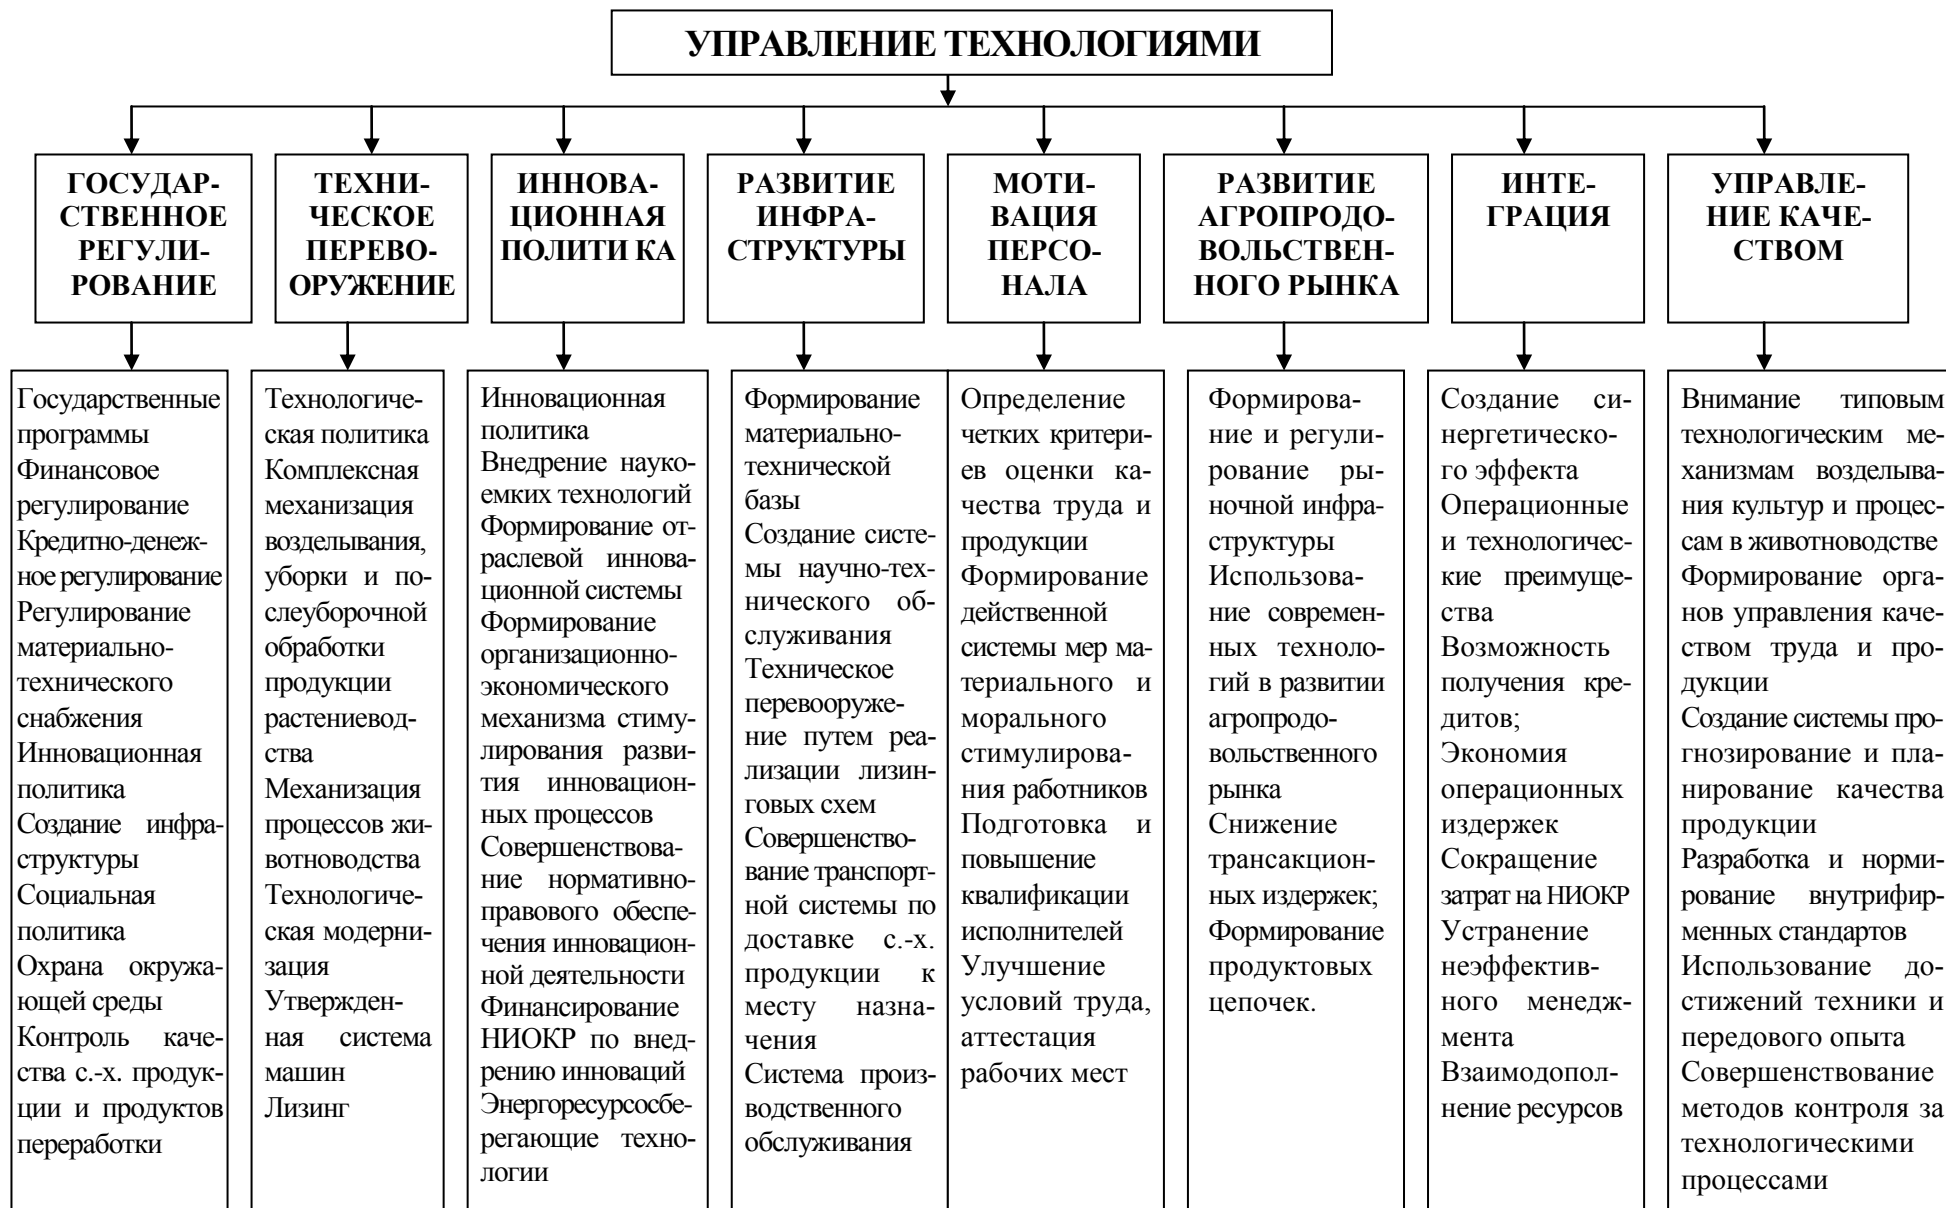 УПРАВЛЕНИЕ ТЕХНОЛОГИЯМИ
ГОСУДАР-
СТВЕННОЕ
РЕГУЛИ-
РОВАНИЕ
ТЕХНИ-
ЧЕСКОЕ
ПЕРЕВО-
ОРУЖЕНИЕ
ИННОВА-
ЦИОННАЯ
ПОЛИТИ КА
РАЗВИТИЕ
ИНФРА-
СТРУКТУРЫ
МОТИ-
ВАЦИЯ
ПЕРСО-
НАЛА
РАЗВИТИЕ
АГРОПРОДО-
ВОЛЬСТВЕН-
НОГО РЫНКА
ИНТЕ-
ГРАЦИЯ
УПРАВЛЕ-
НИЕ КАЧЕ-
СТВОМ
Государственные
программы
Финансовое
регулирование
Кредитно-денеж-
ное регулирование
Регулирование
материально-
технического
снабжения
Инновационная
политика
Создание инфра-
структуры
Социальная
политика
Охрана окружа-
ющей среды
Контроль каче-
ства с.-х. продук-
ции и продуктов
переработки
Технологиче-
ская политика
Комплексная
механизация
возделывания,
уборки и по-
слеуборочной
обработки
продукции
растениевод-
ства
Механизация
процессов жи-
вотноводства
Технологиче-
ская модерни-
зация
Утвержден-
ная система
машин
Лизинг
Инновационная
политика
Внедрение науко-
емких технологий
Формирование от-
раслевой иннова-
ционной системы
Формирование
организационно-
экономического
механизма стиму-
лирования разви-
тия инновацион-
ных процессов
Совершенствова-
ние нормативно-
правового обеспе-
чения инновацион-
ной деятельности
Финансирование
НИОКР по внед-
рению инноваций
Энергоресурсосбе-
регающие техно-
логии
Формирование
материально-
технической
базы
Создание систе-
мы научно-тех-
нического об-
служивания
Техническое
перевооруже-
ние путем реа-
лизации лизин-
говых схем
Совершенство-
вание транспорт-
ной системы по
доставке с.-х.
продукции к
месту назна-
чения
Система произ-
водственного
обслуживания
Определение
четких критери-
ев оценки ка-
чества труда и
продукции
Формирование
действенной
системы мер ма-
териального и
морального
стимулирова-
ния работников
Подготовка и
повышение
квалификации
исполнителей
Улучшение
условий труда,
аттестация
рабочих мест
Формирова-
ние и регули-
рование ры-
ночной инфра-
структуры
Использова-
ние современ-
ных техноло-
гий в развитии
агропродо-
вольственного
рынка
Снижение
трансакцион-
ных издержек;
Формирование
продуктовых
цепочек.
Создание си-
нергетическо-
го эффекта
Операционные
и технологичес-
кие преимуще-
ства
Возможность
получения кре-
дитов;
Экономия
операционных
издержек
Сокращение
затрат на НИОКР
Устранение
неэффектив-
ного менедж-
мента
Взаимодопол-
нение ресурсов
Внимание типовым
технологическим ме-
ханизмам возделыва-
ния культур и процес-
сам в животноводстве
Формирование орга-
нов управления каче-
ством труда и про-
дукции
Создание системы про-
гнозирование и пла-
нирование качества
продукции
Разработка и норми-
рование внутрифир-
менных стандартов
Использование до-
стижений техники и
передового опыта
Совершенствование
методов контроля за
технологическими
процессами